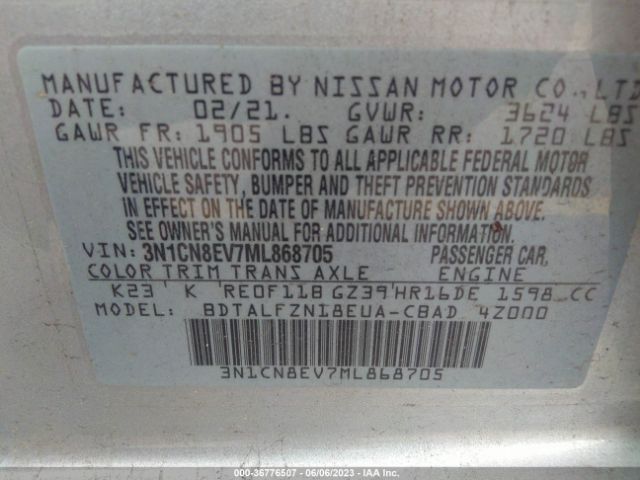 MANUFACTURED BY NISSAN MOTOR CO., LTD
DATE: 02/21. GVWR: 3624 LBS
GAWR FR: 1905 LBS GAWR RR: 1720 LBS
THIS VEHICLE CONFORMS TO ALL APPLICABLE FEDERAL MOTOR
VEHICLE SAFETY, BUMPER AND THEFT PREVENTION STANDARDS
IN EFFECT ON THE DATE OF MANUFACTURE SHOWN ABOVE.
SEE OWNER'S MANUAL FOR ADDITIONAL INFORMATION
VIN: 3N1CN8EV7ML868705 PASSENGER CAR,
COLOR TRIM TRANS AXLE ENGINE
K23 K RE0F11B GZ39 HR16DE 1598 CC
MODEL: BDTALFZN18EUA-CBAD 4Z000
3N1CN8EV7ML868705
© 36776507 - 06/06/2023 - IAA, Inc.